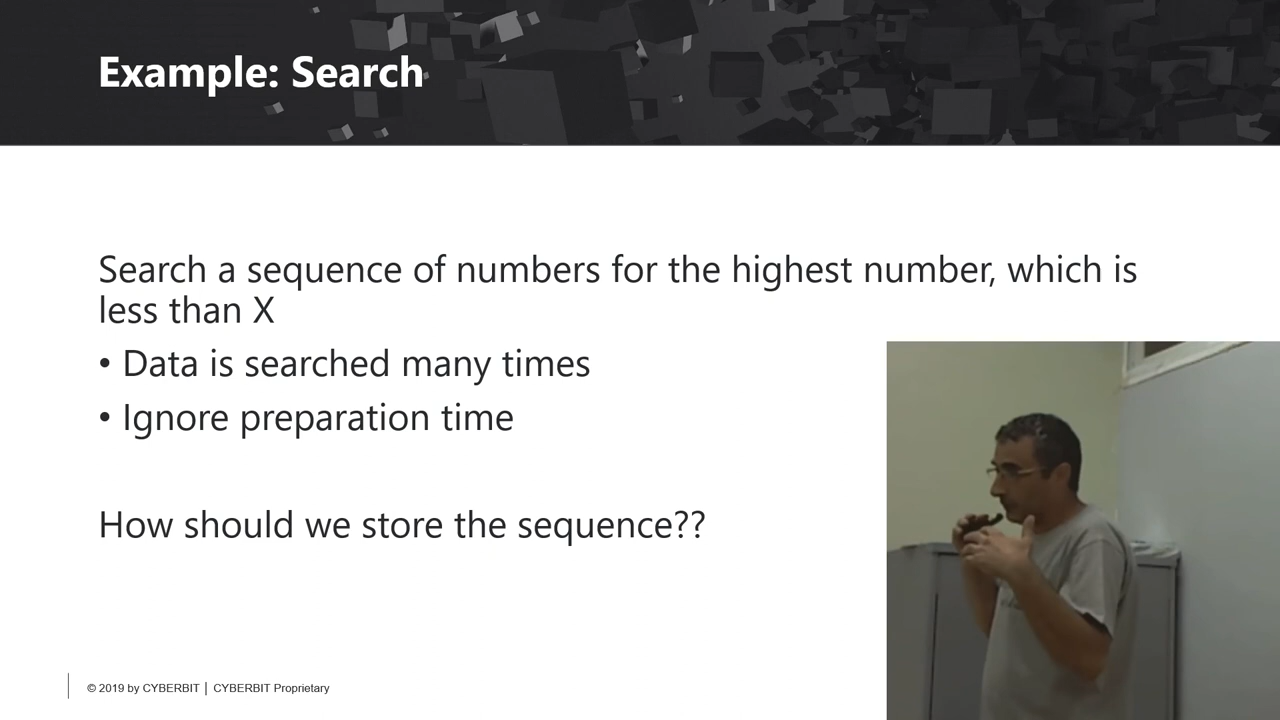 Example: Search
Search a sequence of numbers for the highest number, which is
less than X
• Data is searched many times
• Ignore preparation time
How should we store the sequence??
© 2019 by CYBERBIT | CYBERBIT Proprietary